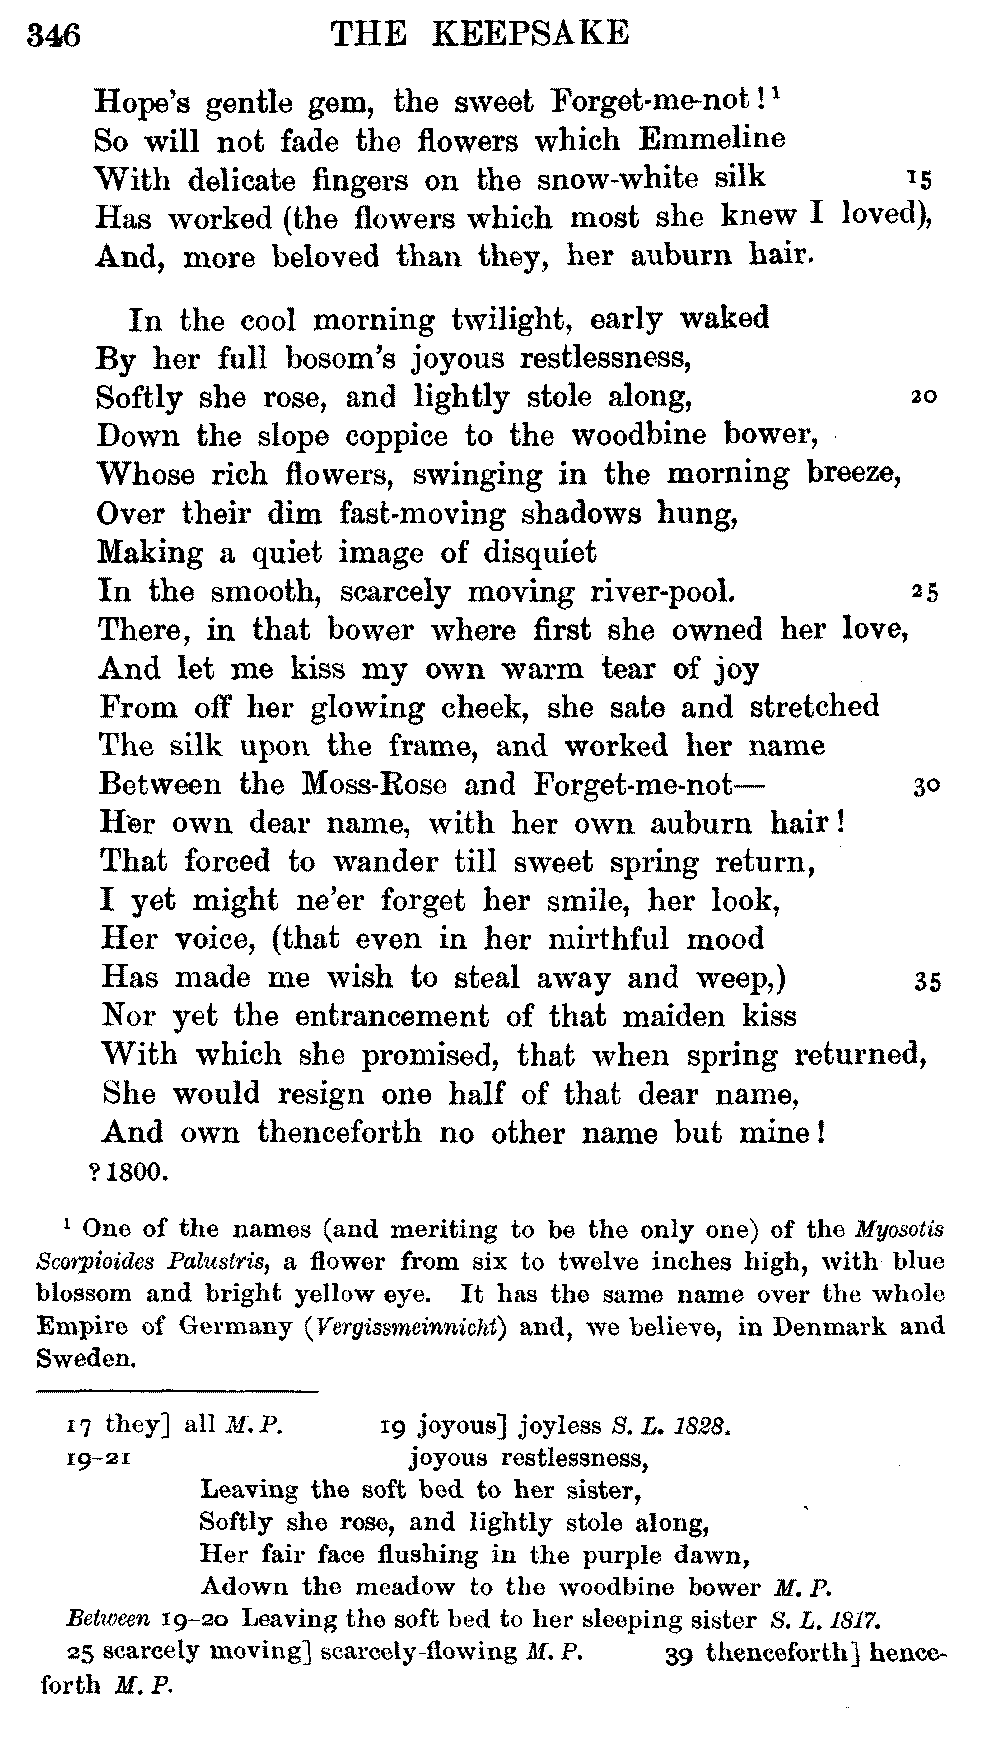 346 THE KEEPSAKE
Hope's gentle gem, the sweet Forget-me-not!¹
So will not fade the flowers which Emmeline
With delicate fingers on the snow-white silk 15
Has worked (the flowers which most she knew I loved),
And, more beloved than they, her auburn hair.
In the cool morning twilight, early waked
By her full bosom's joyous restlessness,
Softly she rose, and lightly stole along, 20
Down the slope coppice to the woodbine bower,
Whose rich flowers, swinging in the morning breeze,
Over their dim fast-moving shadows hung,
Making a quiet image of disquiet
In the smooth, scarcely moving river-pool. 25
There, in that bower where first she owned her love,
And let me kiss my own warm tear of joy
From off her glowing cheek, she sate and stretched
The silk upon the frame, and worked her name
Between the Moss-Rose and Forget-me-not— 30
Her own dear name, with her own auburn hair!
That forced to wander till sweet spring return,
I yet might ne'er forget her smile, her look,
Her voice, (that even in her mirthful mood
Has made me wish to steal away and weep,) 35
Nor yet the entrancement of that maiden kiss
With which she promised, that when spring returned,
She would resign one half of that dear name,
And own thenceforth no other name but mine!
? 1800.
¹ One of the names (and meriting to be the only one) of the Myosotis
Scorpioides Palustris, a flower from six to twelve inches high, with blue
blossom and bright yellow eye. It has the same name over the whole
Empire of Germany (Vergissmeinnicht) and, we believe, in Denmark and
Sweden.
17 they] all M. P. 19 joyous] joyless S. L. 1828.
19-21 joyous restlessness,
Leaving the soft bed to her sister,
Softly she rose, and lightly stole along,
Her fair face flushing in the purple dawn,
Adown the meadow to the woodbine bower M. P.
Between 19-20 Leaving the soft bed to her sleeping sister S. L. 1817.
25 scarcely moving] scarcely-flowing M. P. 39 thenceforth] hence-
forth M. P.